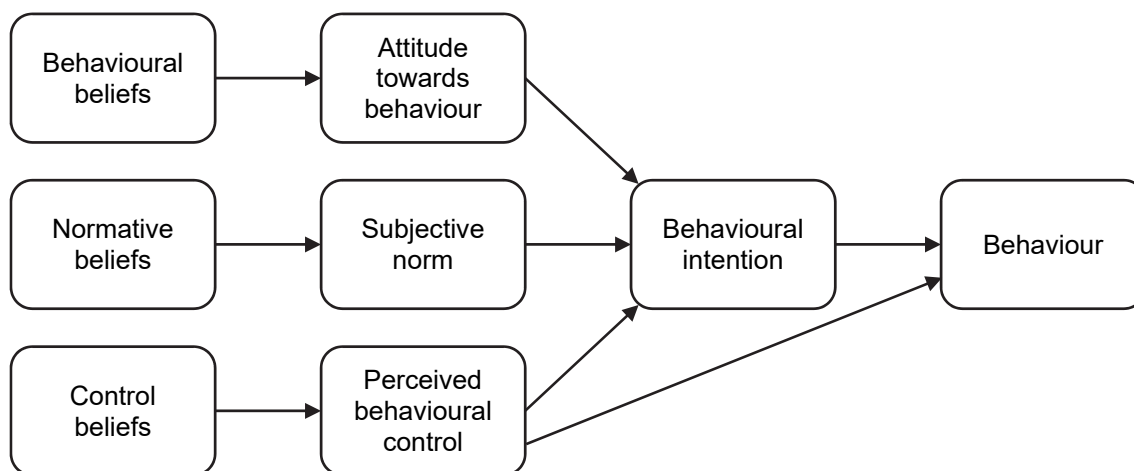 Behavioural
beliefs
Attitude
towards
behaviour
Normative
beliefs
Subjective
norm
Behavioural
intention
Behaviour
Control
beliefs
Perceived
behavioural
control